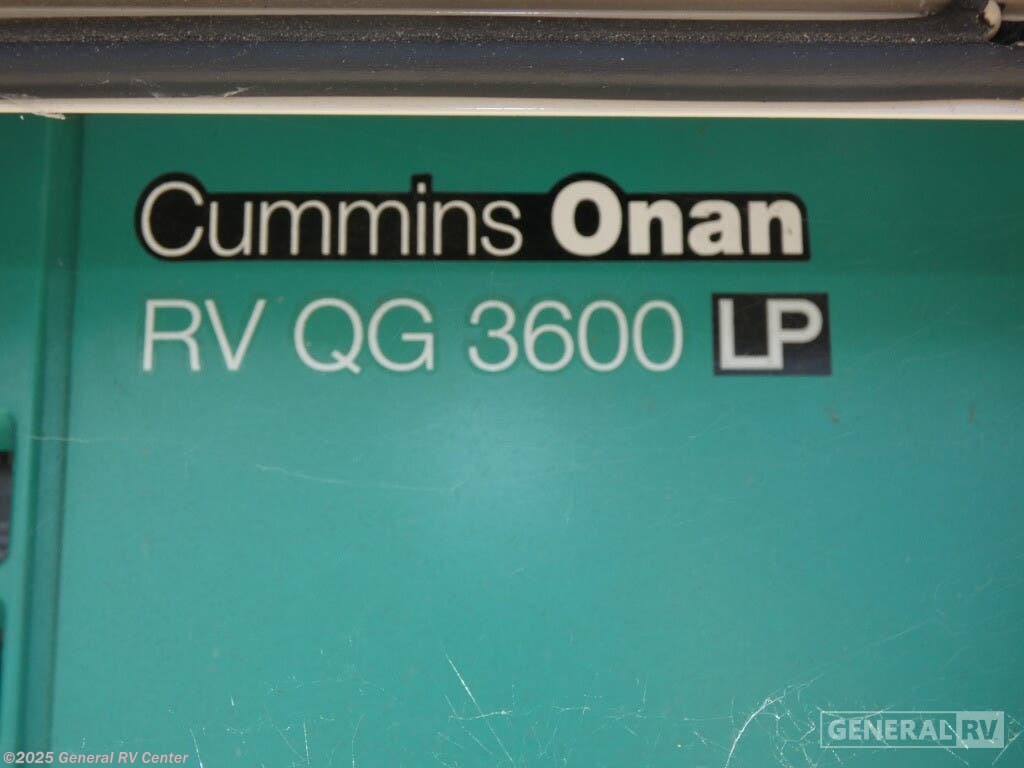 Cummins Onan
RV QG 3600 LP
GENERAL RV
©2025 General RV Center